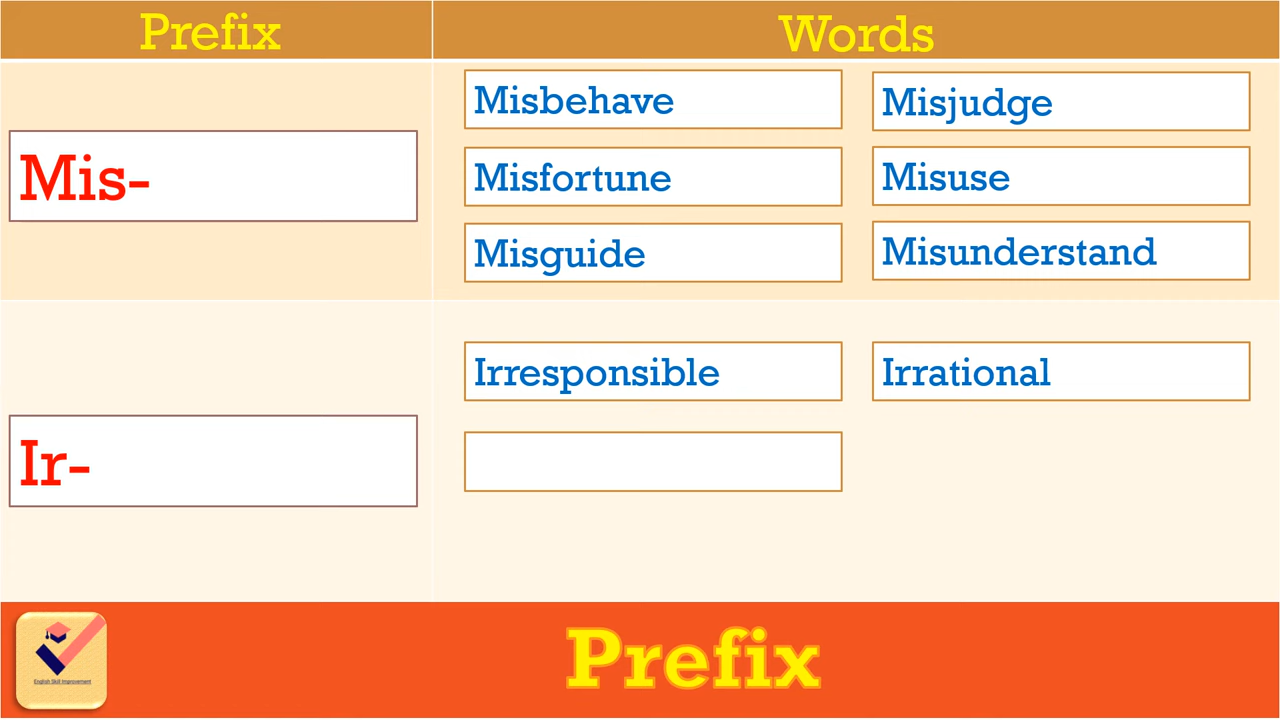 Prefix
Words
Mis-
Misbehave
Misjudge
Misfortune
Misuse
Misguide
Misunderstand
Ir-
Irresponsible
Irrational
English Skill Improvement
Prefix